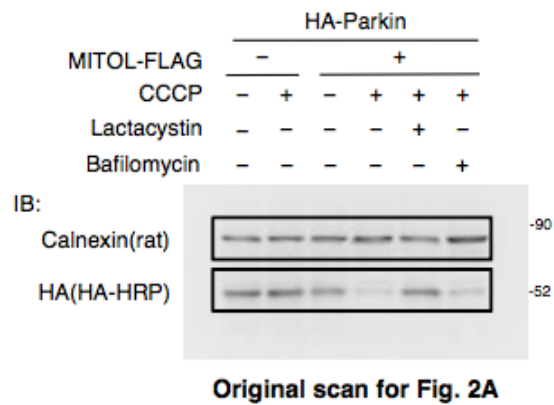 HA-Parkin
MITOL-FLAG – +
CCCP – + – + + +
Lactacystin – – – – + –
Bafilomycin – – – – – +
IB:
Calnexin(rat) -90
HA(HA-HRP) -52
Original scan for Fig. 2A